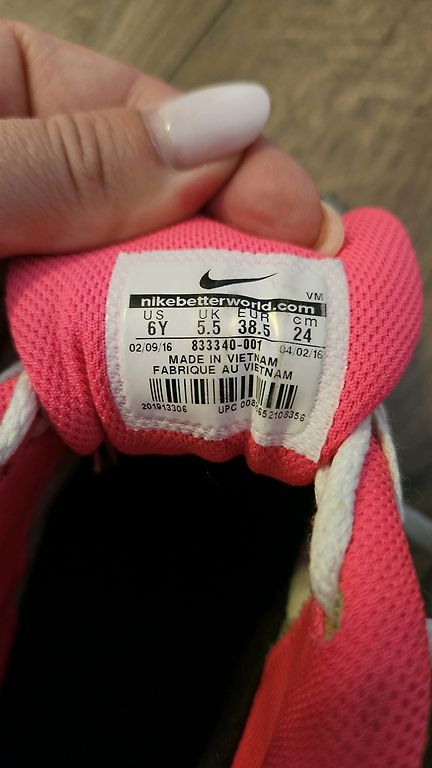 nikebetterworld.com
VM
US UK EUR cm
6Y 5.5 38.5 24
02/09/16 833340-001 04/02/16
MADE IN VIETNAM
FABRIQUE AU VIETNAM
201913306 UPC